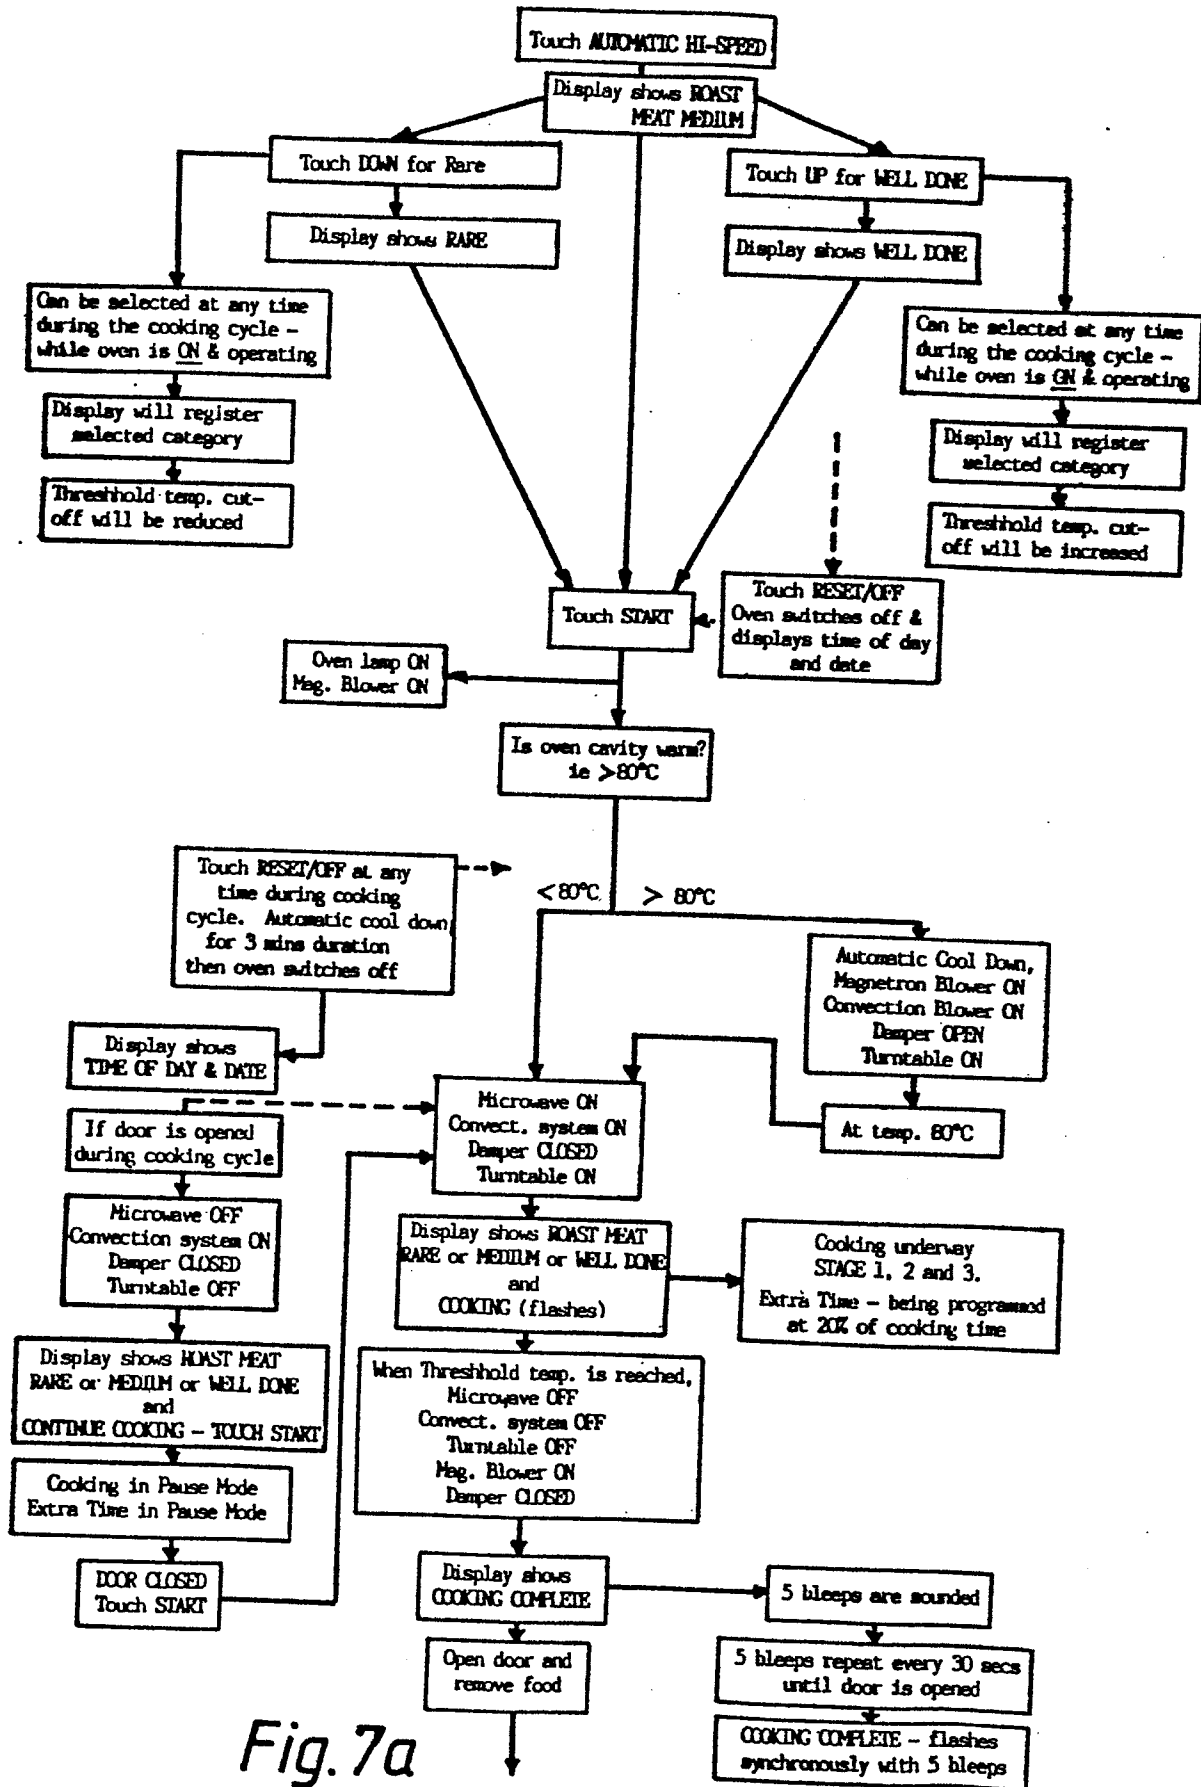 Touch AUTOMATIC HI-SPEED
Display shows ROAST
MEAT MEDIUM
Touch DOWN for Rare
Touch UP for WELL DONE
Display shows RARE
Display shows WELL DONE
Can be selected at any time
during the cooking cycle -
while oven is ON & operating
Can be selected at any time
during the cooking cycle -
while oven is ON & operating
Display will register
selected category
Display will register
selected category
Threshhold temp. cut-
off will be reduced
Threshhold temp. cut-
off will be increased
Touch START
Touch RESET/OFF
Oven switches off &
displays time of day
and date
Oven lamp ON
Mag. Blower ON
Is oven cavity warm?
ie >80°C
Touch RESET/OFF at any
time during cooking
cycle. Automatic cool down
for 3 mins duration
then oven switches off
<80°C
> 80°C
Automatic Cool Down,
Magnetron Blower ON
Convection Blower ON
Damper OPEN
Turntable ON
Display shows
TIME OF DAY & DATE
Microwave ON
Convect. system ON
Damper CLOSED
Turntable ON
At temp. 80°C
If door is opened
during cooking cycle
Microwave OFF
Convection system ON
Damper CLOSED
Turntable OFF
Display shows ROAST MEAT
RARE or MEDIUM or WELL DONE
and
COOKING (flashes)
Cooking underway
STAGE 1, 2 and 3.
Extra Time - being programmed
at 20% of cooking time
Display shows ROAST MEAT
RARE or MEDIUM or WELL DONE
and
CONTINUE COOKING - TOUCH START
When Threshhold temp. is reached,
Microwave OFF
Convect. system OFF
Turntable OFF
Mag. Blower ON
Damper CLOSED
Cooking in Pause Mode
Extra Time in Pause Mode
DOOR CLOSED
Touch START
Display shows
COOKING COMPLETE
5 bleeps are sounded
Open door and
remove food
5 bleeps repeat every 30 secs
until door is opened
COOKING COMPLETE - flashes
synchronously with 5 bleeps
Fig. 7a